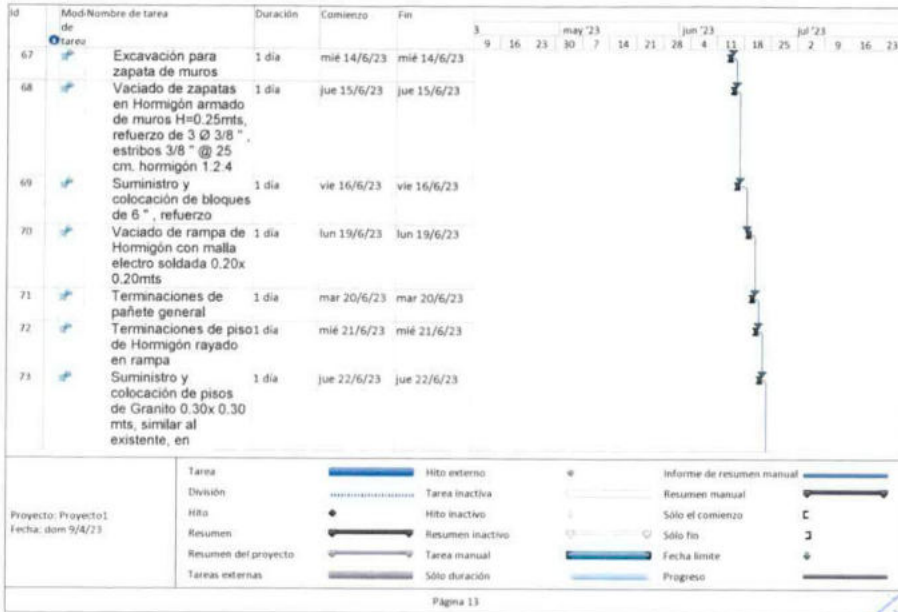 Id Mod Nombre de tarea Duración Comienzo Fin
de
tarea
3 may '23 jun '23 jul '23
9 16 23 30 7 14 21 28 4 11 18 25 2 9 16 23
67 Excavación para 1 día mié 14/6/23 mié 14/6/23
zapata de muros
68 Vaciado de zapatas 1 día jue 15/6/23 jue 15/6/23
en Hormigón armado
de muros H=0.25mts,
refuerzo de 3 Ø 3/8 " ,
estribos 3/8 " @ 25
cm. hormigón 1.2.4
69 Suministro y 1 día vie 16/6/23 vie 16/6/23
colocación de bloques
de 6 " , refuerzo
70 Vaciado de rampa de 1 día lun 19/6/23 lun 19/6/23
Hormigón con malla
electro soldada 0.20x
0.20mts
71 Terminaciones de 1 día mar 20/6/23 mar 20/6/23
pañete general
72 Terminaciones de piso 1 día mié 21/6/23 mié 21/6/23
de Hormigón rayado
en rampa
73 Suministro y 1 día jue 22/6/23 jue 22/6/23
colocación de pisos
de Granito 0.30x 0.30
mts, similar al
existente, en
Proyecto: Proyecto1
Fecha: dom 9/4/23
Tarea
División
Hito
Resumen
Resumen del proyecto
Tareas externas
Hito externo
Tarea inactiva
Hito inactivo
Resumen inactivo
Tarea manual
Sólo duración
Informe de resumen manual
Resumen manual
Sólo el comienzo
Sólo fin
Fecha límite
Progreso
Página 13